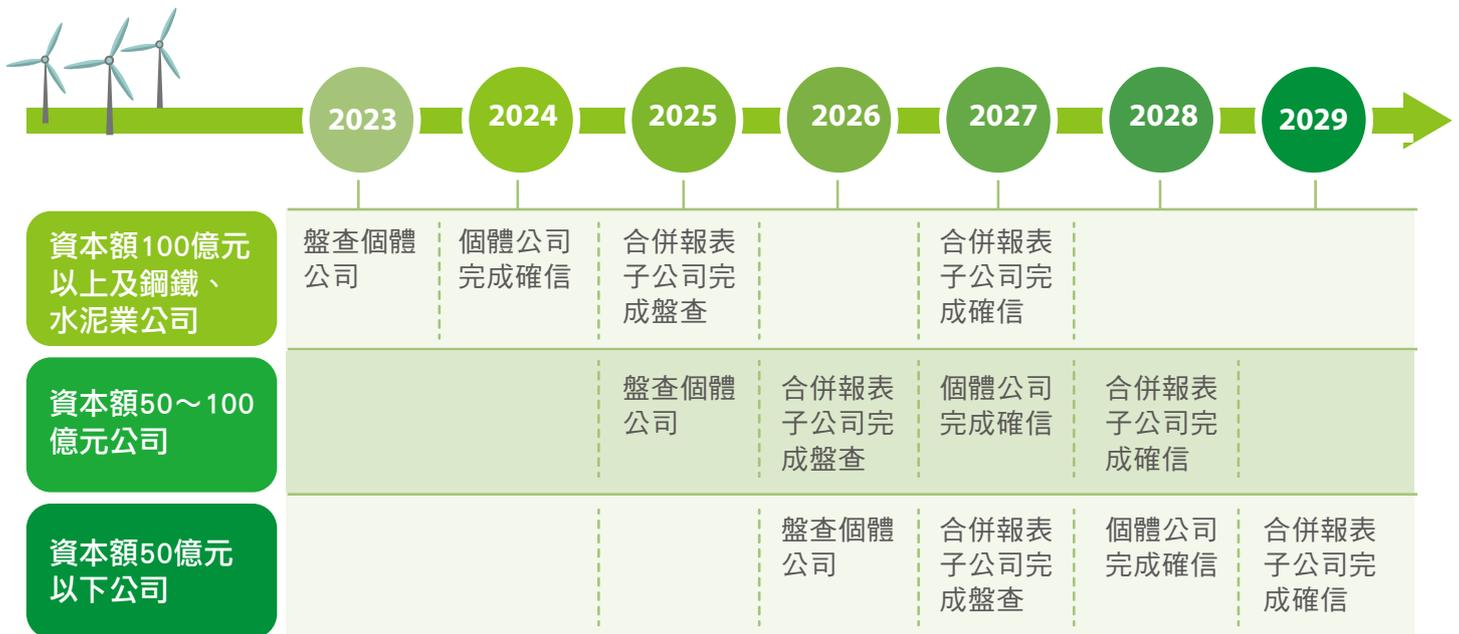 2023
2024
2025
2026
2027
2028
2029
資本額100億元
以上及鋼鐵、
水泥業公司
盤查個體
公司
個體公司
完成確信
合併報表
子公司完
成盤查
合併報表
子公司完
成確信
資本額50～100
億元公司
盤查個體
公司
合併報表
子公司完
成盤查
個體公司
完成確信
合併報表
子公司完
成確信
資本額50億元
以下公司
盤查個體
公司
合併報表
子公司完
成盤查
個體公司
完成確信
合併報表
子公司完
成確信